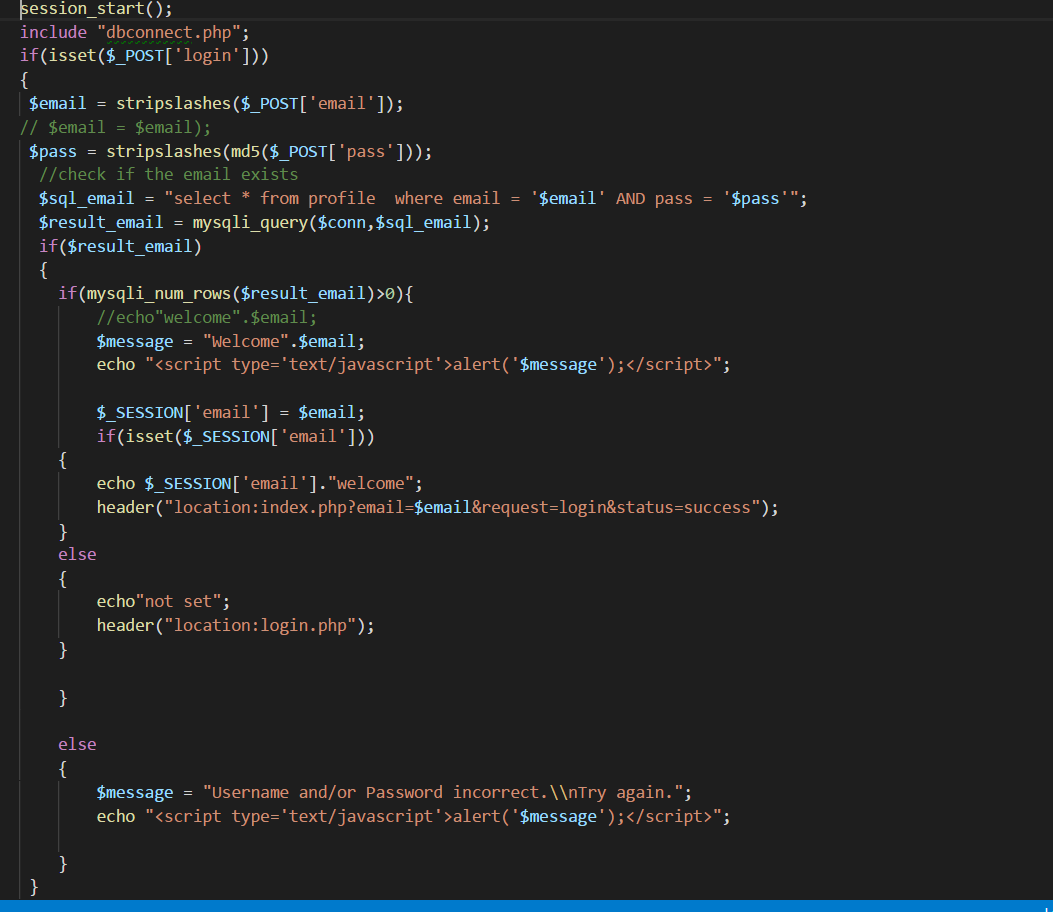 session_start();
include "dbconnect.php";
if(isset($_POST['login']))
{
$email = stripslashes($_POST['email']);
// $email = $email);
$pass = stripslashes(md5($_POST['pass']));
//check if the email exists
$sql_email = "select * from profile  where email = '$email' AND pass = '$pass'";
$result_email = mysqli_query($conn,$sql_email);
if($result_email)
{
if(mysqli_num_rows($result_email)>0){
//echo"welcome".$email;
$message = "Welcome".$email;
echo "<script type='text/javascript'>alert('$message');</script>";
$_SESSION['email'] = $email;
if(isset($_SESSION['email']))
{
echo $_SESSION['email']."welcome";
header("location:index.php?email=$email&request=login&status=success");
}
else
{
echo"not set";
header("location:login.php");
}
}
else
{
$message = "Username and/or Password incorrect.\\nTry again.";
echo "<script type='text/javascript'>alert('$message');</script>";
}
}